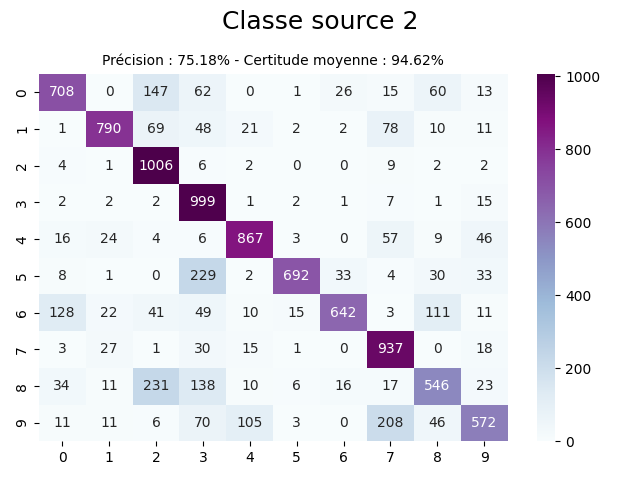 Classe source 2
Précision : 75.18% - Certitude moyenne : 94.62%
0 708 0 147 62 0 1 26 15 60 13
1 1 790 69 48 21 2 2 78 10 11
2 4 1 1006 6 2 0 0 9 2 2
3 2 2 2 999 1 2 1 7 1 15
4 16 24 4 6 867 3 0 57 9 46
5 8 1 0 229 2 692 33 4 30 33
6 128 22 41 49 10 15 642 3 111 11
7 3 27 1 30 15 1 0 937 0 18
8 34 11 231 138 10 6 16 17 546 23
9 11 11 6 70 105 3 0 208 46 572
0 1 2 3 4 5 6 7 8 9
1000
800
600
400
200
0